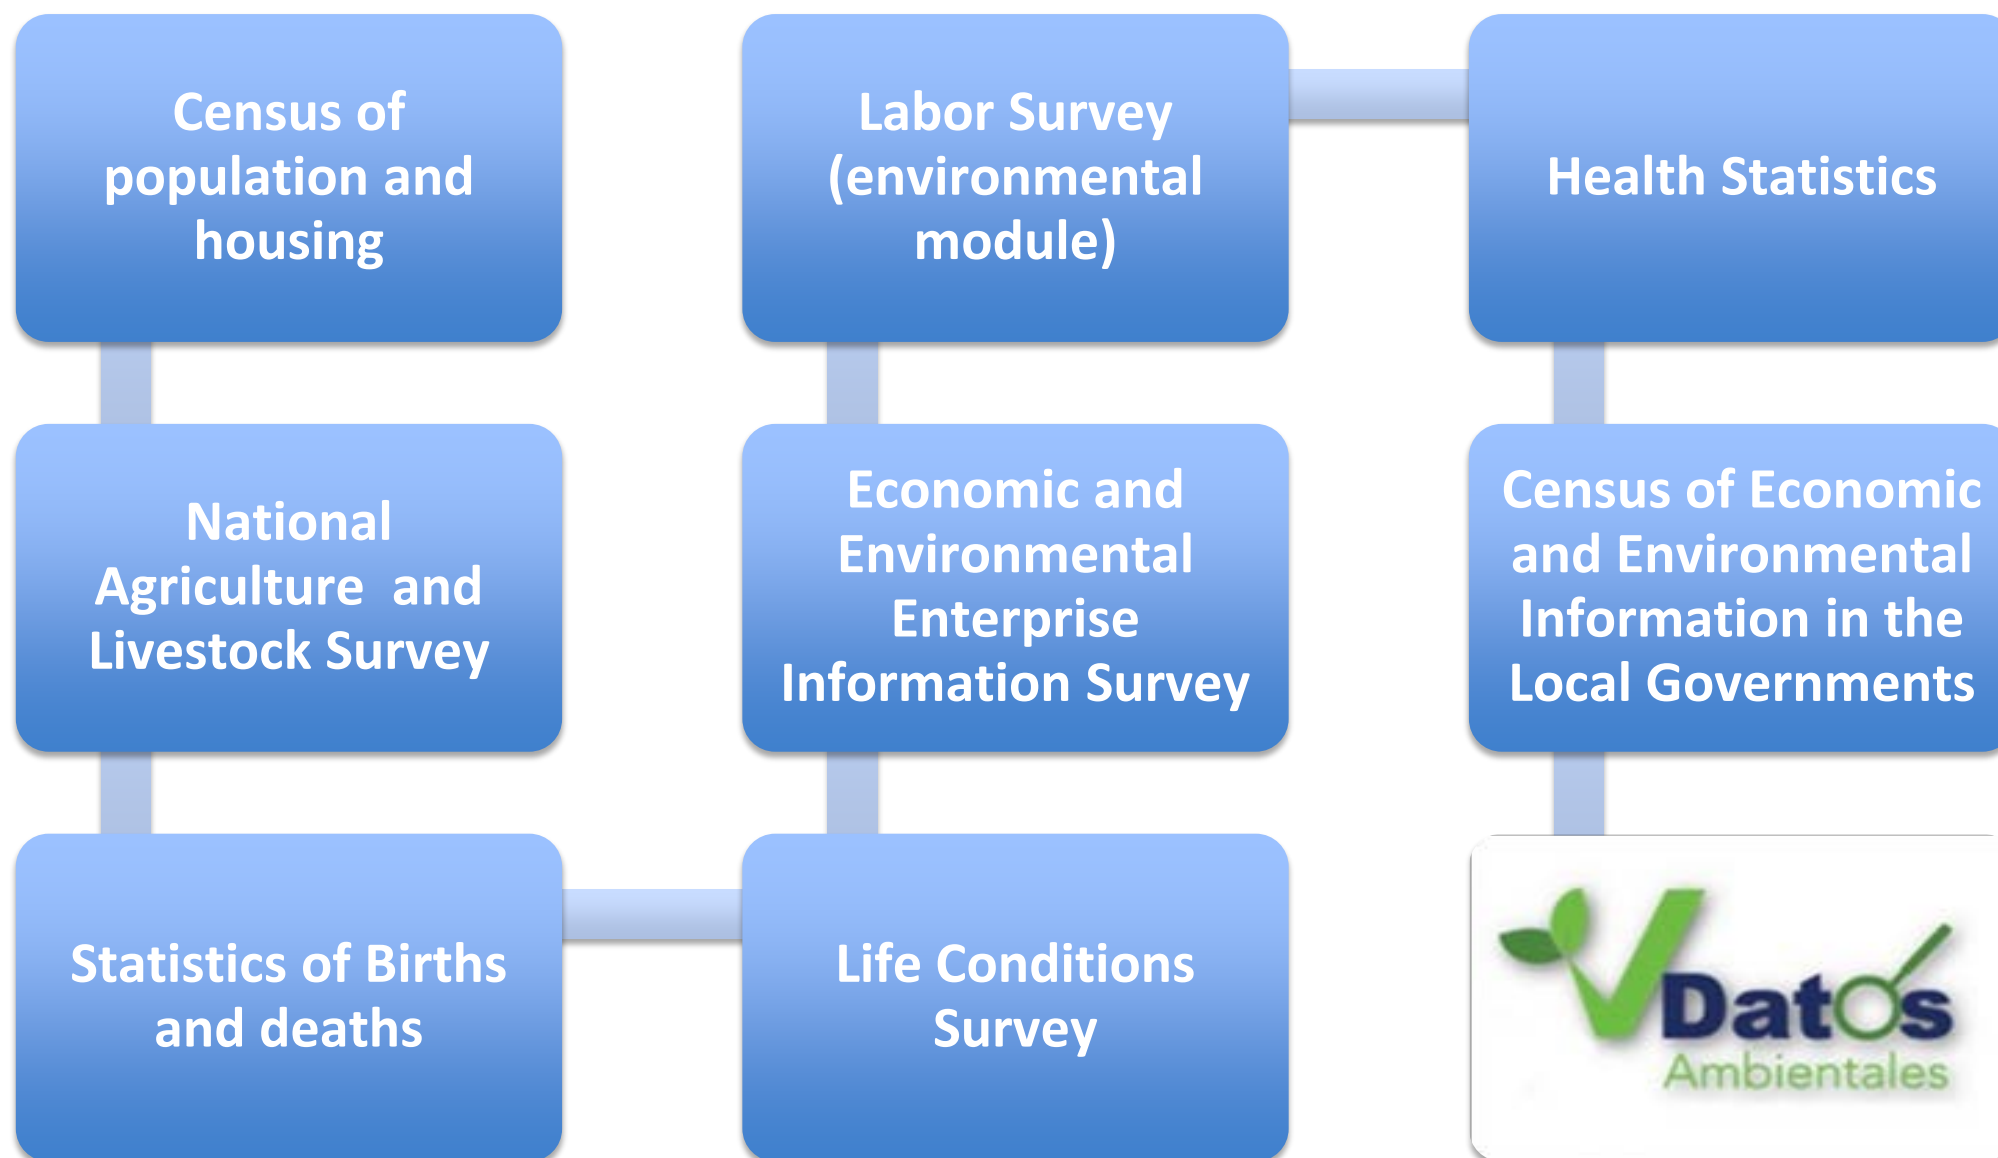 Census of
population and
housing
National
Agriculture  and
Livestock Survey
Statistics of Births
and deaths
Life Conditions
Survey
Economic and
Environmental
Enterprise
Information Survey
Labor Survey
(environmental
module)
Health Statistics
Census of Economic
and Environmental
Information in the
Local Governments
Datos
Ambientales